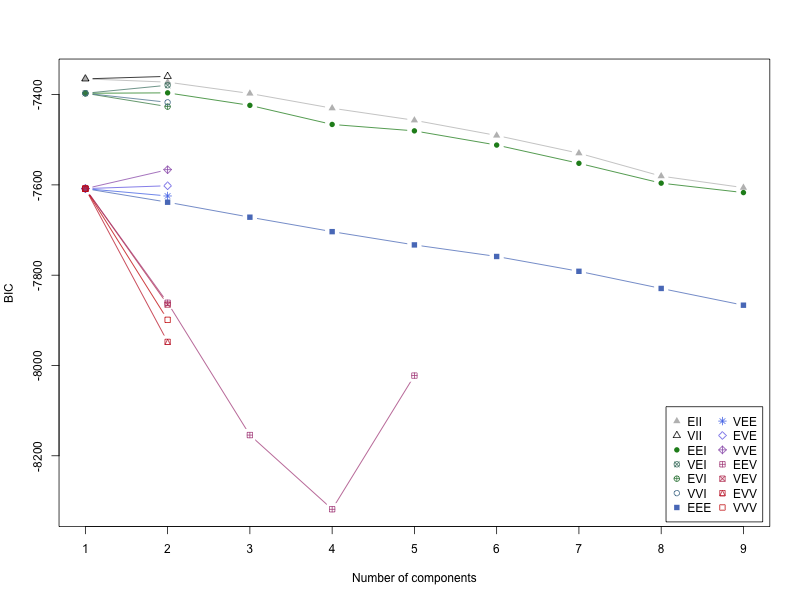 -7400
-7600
-7800
-8000
-8200
BIC
1 2 3 4 5 6 7 8 9
Number of components
EII VEE
VII EVE
EEI VVE
VEI EEV
EVI VEV
VVI EVV
EEE VVV